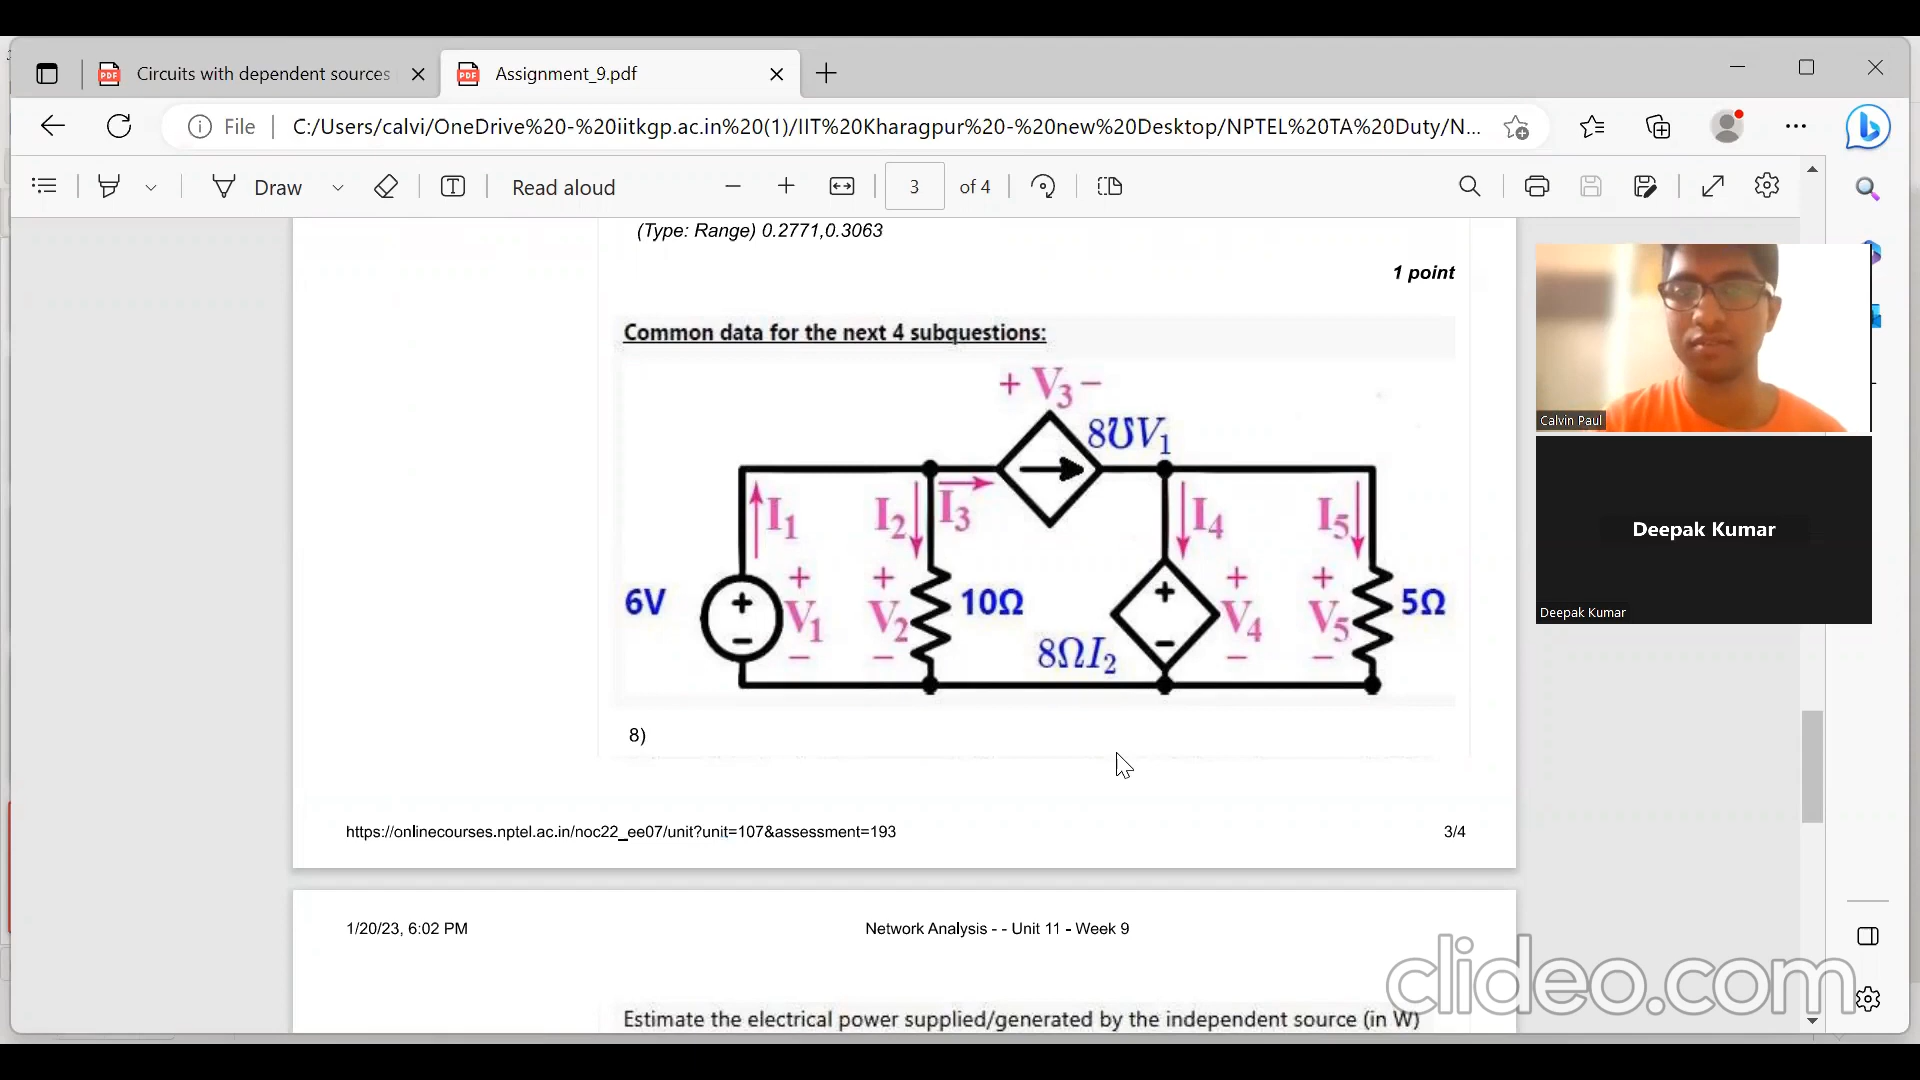 Circuits with dependent sources
Assignment_9.pdf
File
C:/Users/calvi/OneDrive%20-%20iitkgp.ac.in%20(1)/IIT%20Kharagpur%20-%20new%20Desktop/NPTEL%20TA%20Duty/N...
Draw
Read aloud
3
of 4
(Type: Range) 0.2771,0.3063
1 point
Common data for the next 4 subquestions:
+ V3 −
8℧V1
I1
I2
I3
I4
I5
6V
+
−
+
V1
−
+
V2
−
10Ω
+
−
8ΩI2
+
V4
−
+
V5
−
5Ω
8)
https://onlinecourses.nptel.ac.in/noc22_ee07/unit?unit=107&assessment=193
3/4
1/20/23, 6:02 PM
Network Analysis - - Unit 11 - Week 9
Estimate the electrical power supplied/generated by the independent source (in W)
Calvin Paul
Deepak Kumar
Deepak Kumar
clideo.com